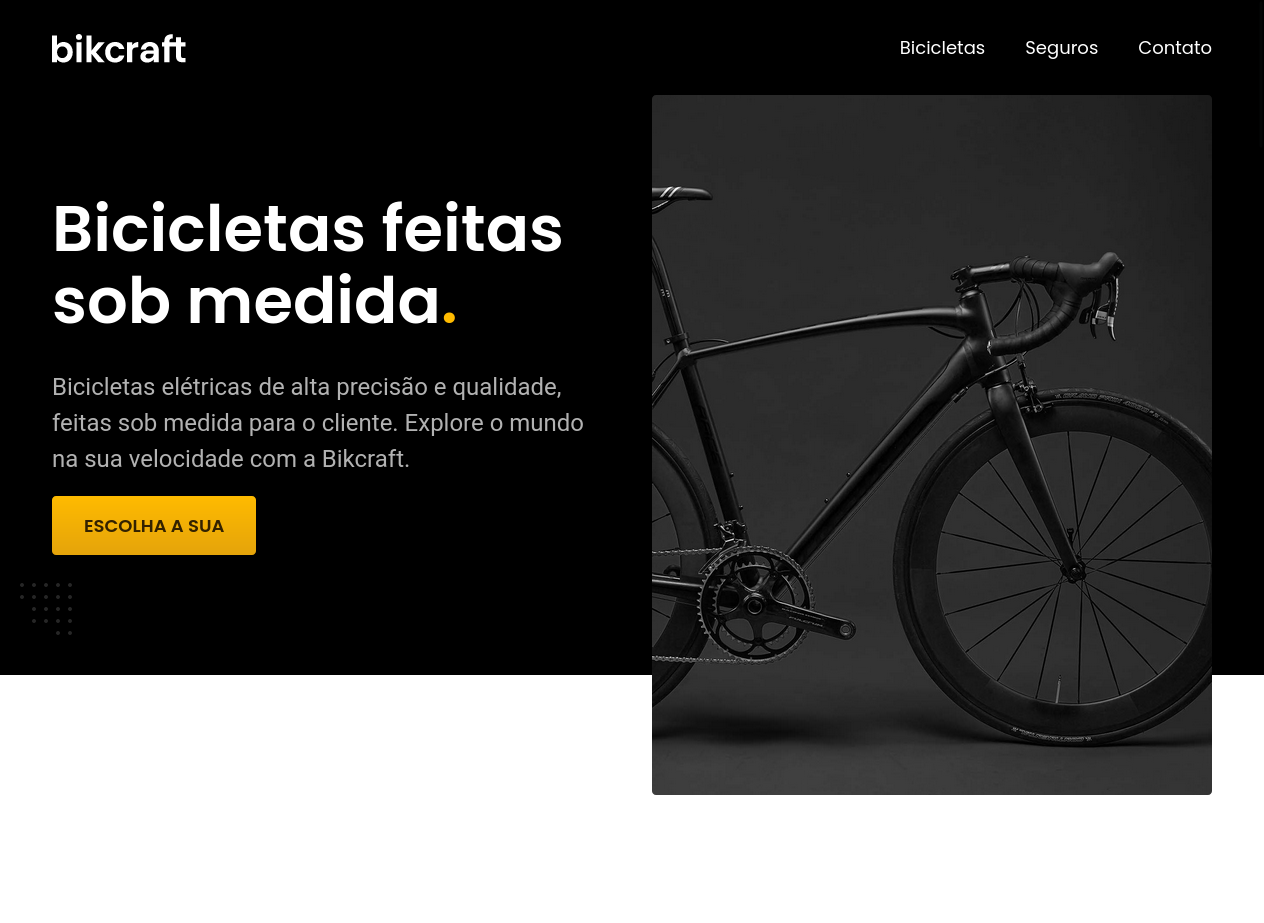 bikcraft
Bicicletas
Seguros
Contato
Bicicletas feitas
sob medida.
Bicicletas elétricas de alta precisão e qualidade,
feitas sob medida para o cliente. Explore o mundo
na sua velocidade com a Bikcraft.
ESCOLHA A SUA